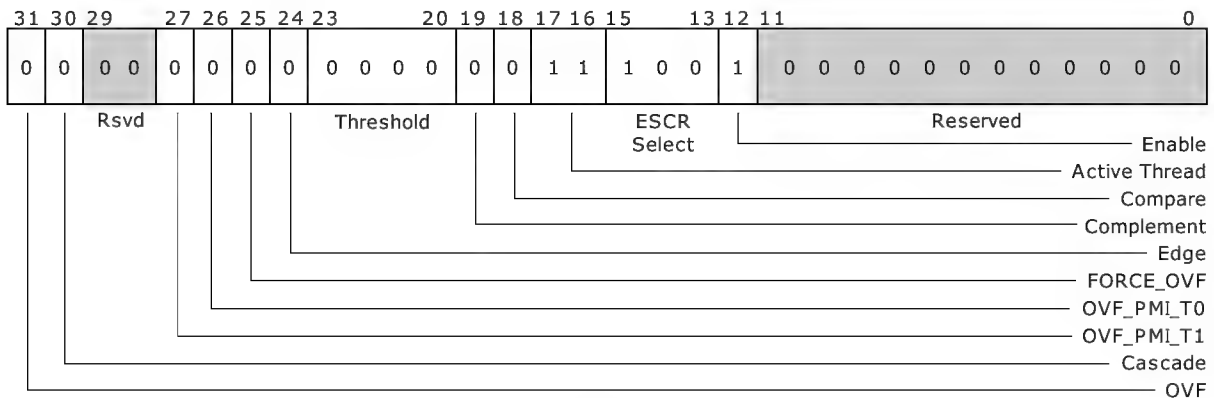 31 30 29 27 26 25 24 23 20 19 18 17 16 15 13 12 11 0
0 0 0 0 0 0 0 0 0 0 0 0 0 0 1 1 1 0 0 1 0 0 0 0 0 0 0 0 0 0 0 0
Rsvd Threshold ESCR Reserved
Select
Enable
Active Thread
Compare
Complement
Edge
FORCE_OVF
OVF_PMI_T0
OVF_PMI_T1
Cascade
OVF